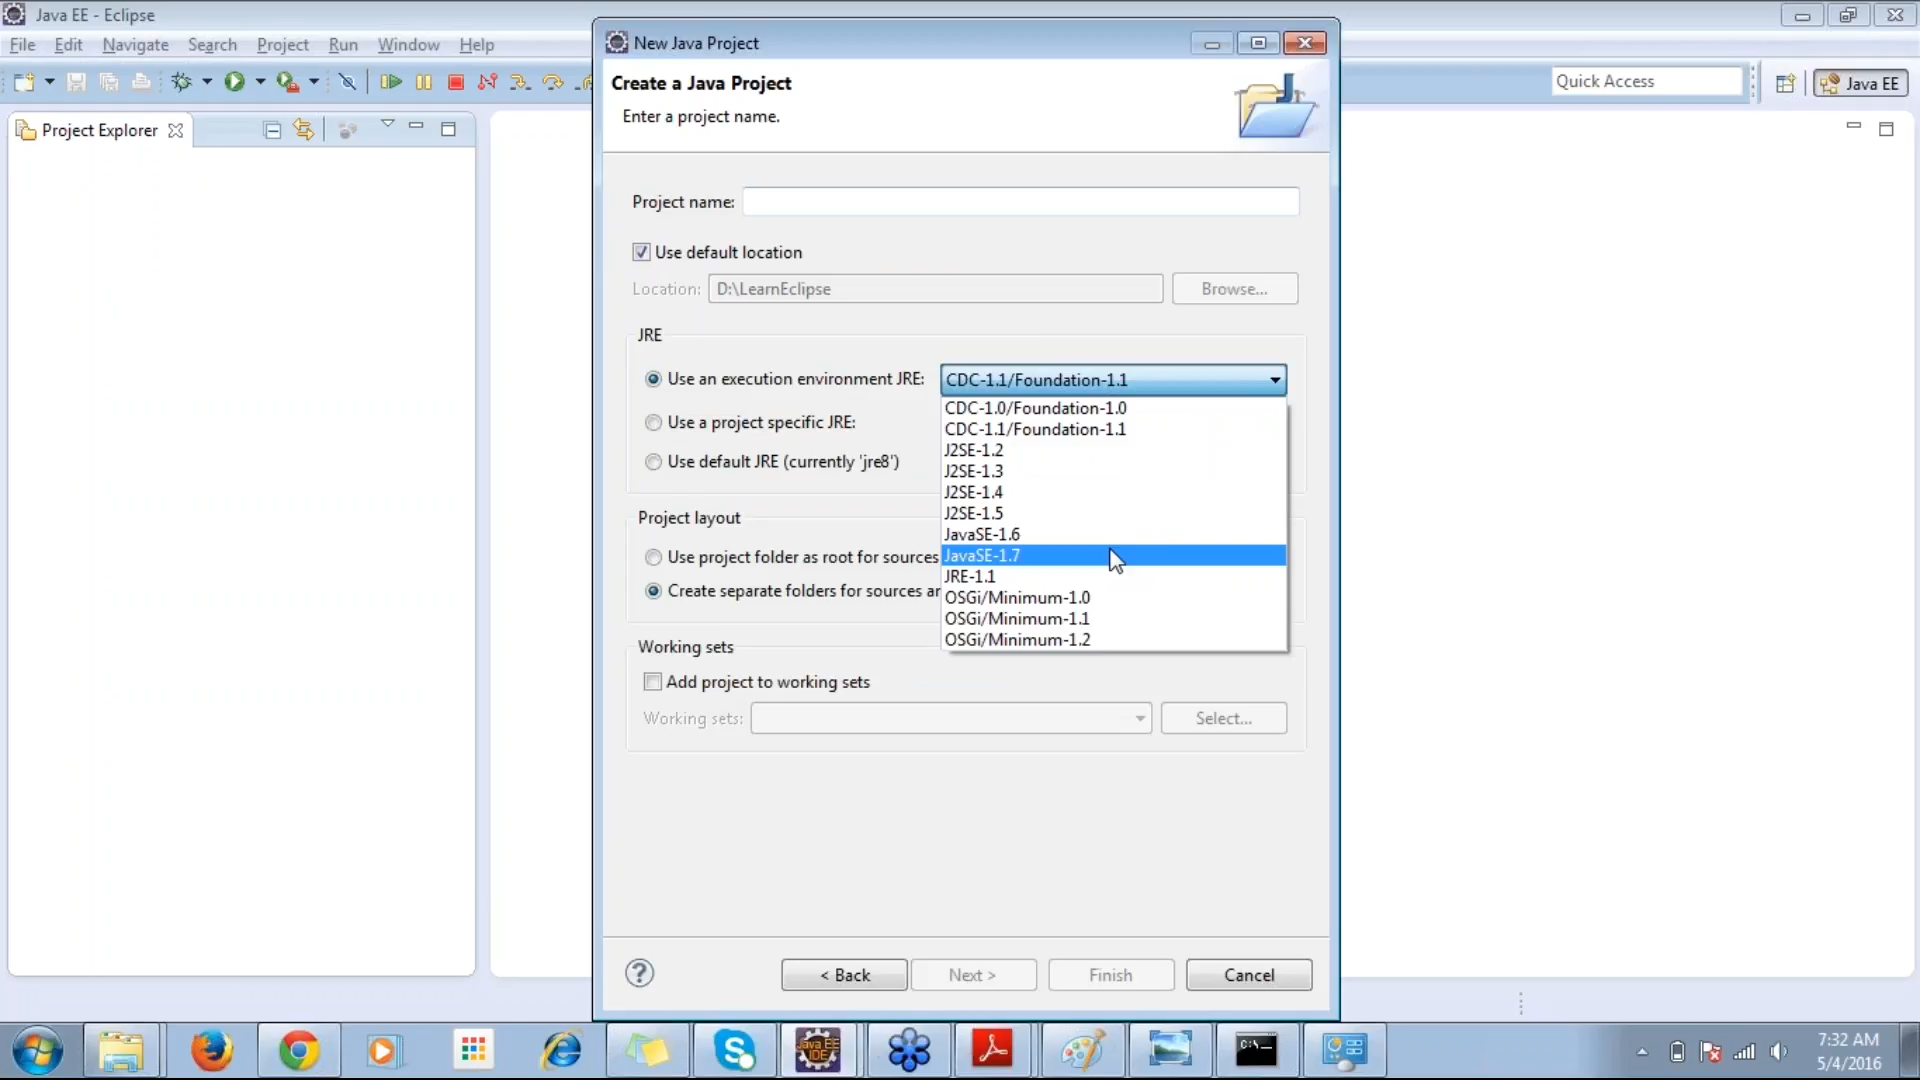 Java EE - Eclipse
File Edit Navigate Search Project Run Window Help
Quick Access
Java EE
Project Explorer
New Java Project
Create a Java Project
Enter a project name.
Project name:
Use default location
Location: D:\LearnEclipse Browse...
JRE
Use an execution environment JRE: CDC-1.1/Foundation-1.1
CDC-1.0/Foundation-1.0
CDC-1.1/Foundation-1.1
J2SE-1.2
J2SE-1.3
J2SE-1.4
J2SE-1.5
JavaSE-1.6
JavaSE-1.7
JRE-1.1
OSGi/Minimum-1.0
OSGi/Minimum-1.1
OSGi/Minimum-1.2
Use a project specific JRE:
Use default JRE (currently 'jre8')
Project layout
Use project folder as root for sources
Create separate folders for sources ar
Working sets
Add project to working sets
Working sets: Select...
< Back Next > Finish Cancel
Java EE
IDE
C:\
7:32 AM
5/4/2016